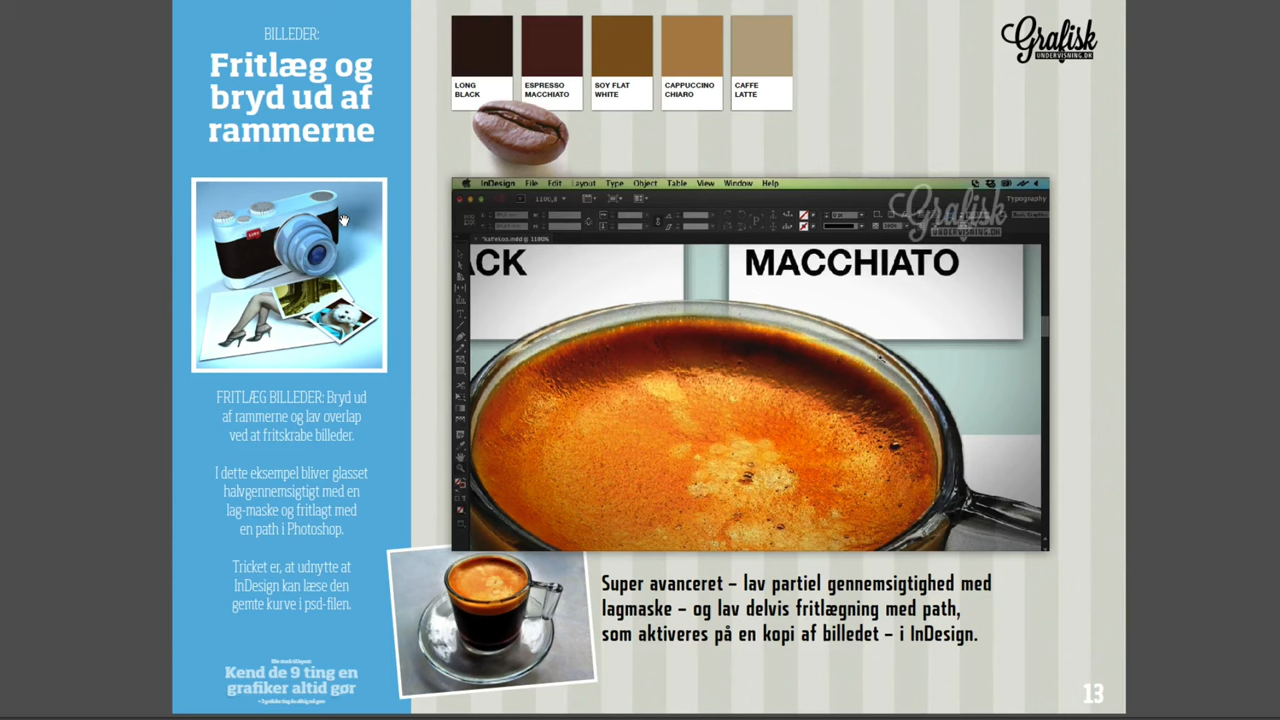 BILLEDER:
Fritlæg og
bryd ud af
rammerne
FRITLÆG BILLEDER: Bryd ud
af rammerne og lav overlap
ved at fritskrabe billeder.
I dette eksempel bliver glasset
halvgennemsigtigt med en
lag-maske og fritlagt med
en path i Photoshop.
Tricket er, at udnytte at
InDesign kan læse den
gemte kurve i psd-filen.
Kend de 9 ting en
grafiker altid gør
LONG
BLACK
ESPRESSO
MACCHIATO
SOY FLAT
WHITE
CAPPUCCINO
CHIARO
CAFFE
LATTE
Grafisk
UNDERVISNING.DK
InDesign File Edit Layout Type Object Table View Window Help
Typography
Grafisk
UNDERVISNING.DK
ACK
MACCHIATO
Super avanceret – lav partiel gennemsigtighed med
lagmaske – og lav delvis fritlægning med path,
som aktiveres på en kopi af billedet – i InDesign.
13